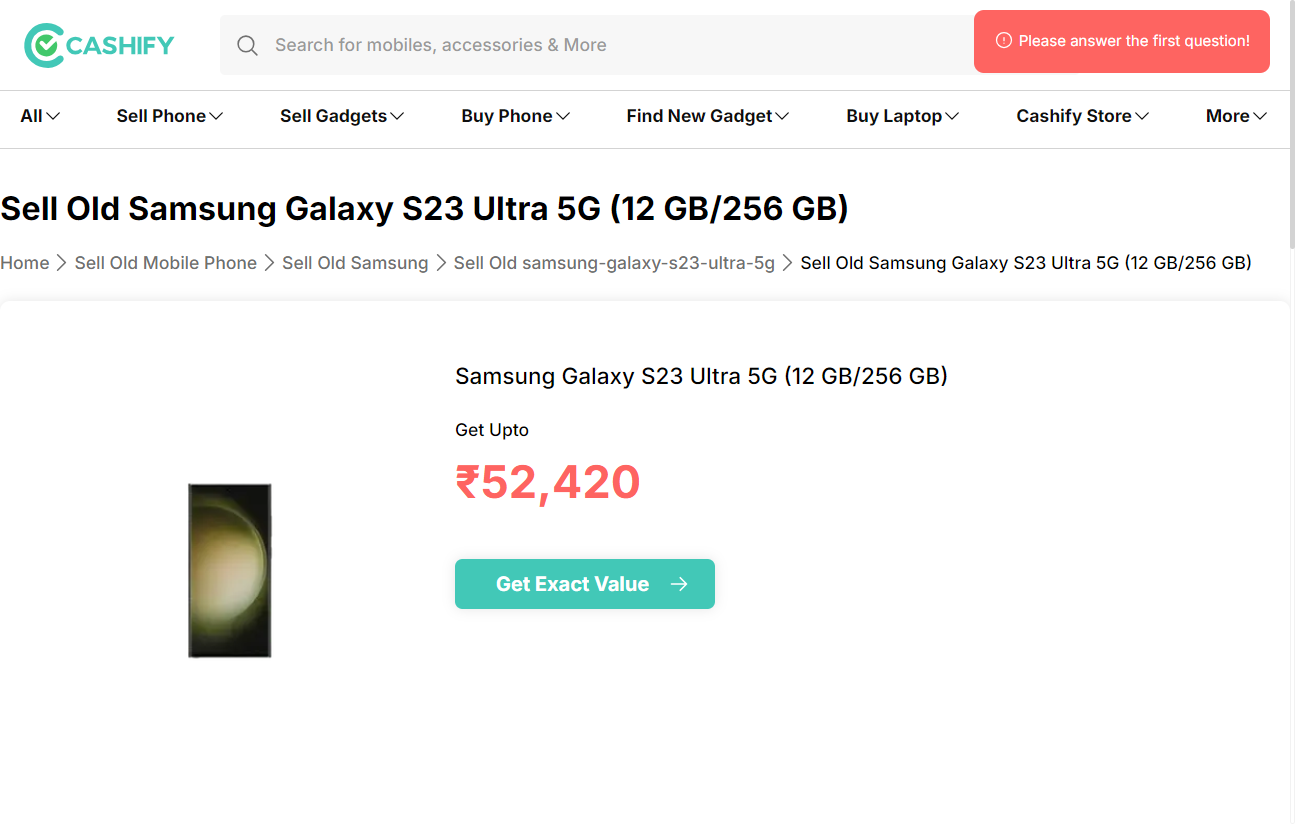 CASHIFY
Search for mobiles, accessories & More
Please answer the first question!
All Sell Phone Sell Gadgets Buy Phone Find New Gadget Buy Laptop Cashify Store More
Sell Old Samsung Galaxy S23 Ultra 5G (12 GB/256 GB)
Home Sell Old Mobile Phone Sell Old Samsung Sell Old samsung-galaxy-s23-ultra-5g Sell Old Samsung Galaxy S23 Ultra 5G (12 GB/256 GB)
Samsung Galaxy S23 Ultra 5G (12 GB/256 GB)
Get Upto
₹52,420
Get Exact Value